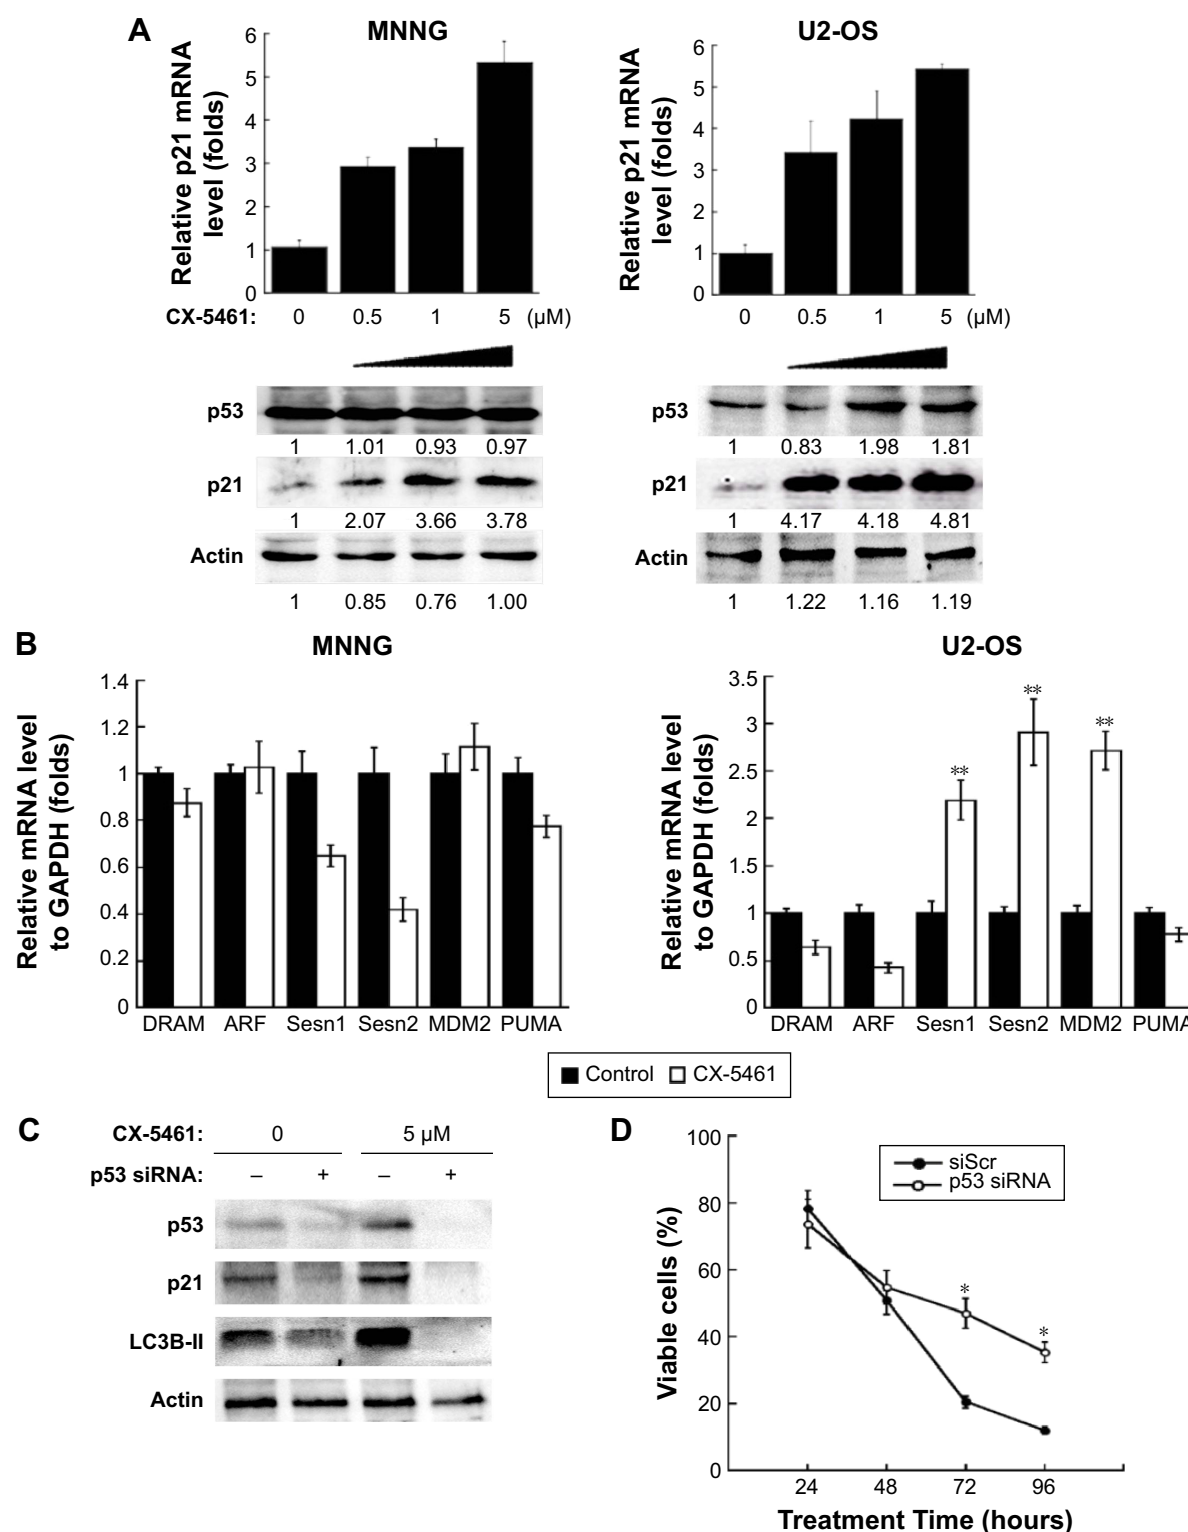 A
MNNG
U2-OS
Relative p21 mRNA
level (folds)
6
5
4
3
2
1
0
Relative p21 mRNA
level (folds)
6
5
4
3
2
1
0
CX-5461: 0 0.5 1 5 (µM)
0 0.5 1 5 (µM)
p53
1 1.01 0.93 0.97
p21
1 2.07 3.66 3.78
Actin
1 0.85 0.76 1.00
p53
1 0.83 1.98 1.81
p21
1 4.17 4.18 4.81
Actin
1 1.22 1.16 1.19
B
MNNG
Relative mRNA level
to GAPDH (folds)
1.4
1.2
1
0.8
0.6
0.4
0.2
0
DRAM ARF Sesn1 Sesn2 MDM2 PUMA
U2-OS
Relative mRNA level
to GAPDH (folds)
3.5
3
2.5
2
1.5
1
0.5
0
** ** **
DRAM ARF Sesn1 Sesn2 MDM2 PUMA
Control CX-5461
C
CX-5461: 0 5 µM
p53 siRNA: – + – +
p53
p21
LC3B-II
Actin
D
Viable cells (%)
100
80
60
40
20
0
siScr
p53 siRNA
* *
24 48 72 96
Treatment Time (hours)